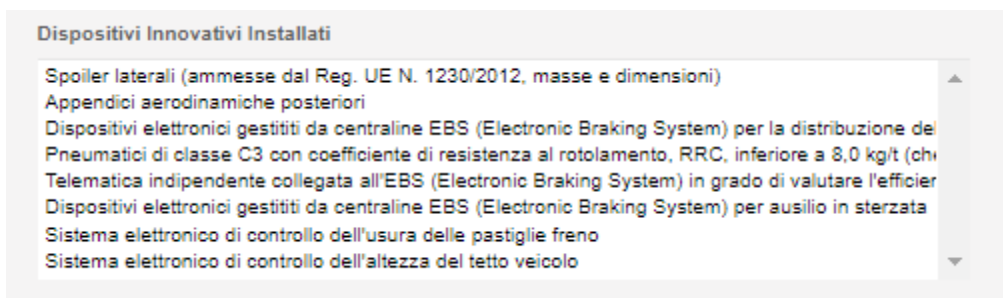 Dispositivi Innovativi Installati
Spoiler laterali (ammesse dal Reg. UE N. 1230/2012, masse e dimensioni)
Appendici aerodinamiche posteriori
Dispositivi elettronici gestititi da centraline EBS (Electronic Braking System) per la distribuzione del
Pneumatici di classe C3 con coefficiente di resistenza al rotolamento, RRC, inferiore a 8,0 kg/t (che
Telematica indipendente collegata all'EBS (Electronic Braking System) in grado di valutare l'efficien
Dispositivi elettronici gestititi da centraline EBS (Electronic Braking System) per ausilio in sterzata
Sistema elettronico di controllo dell'usura delle pastiglie freno
Sistema elettronico di controllo dell'altezza del tetto veicolo